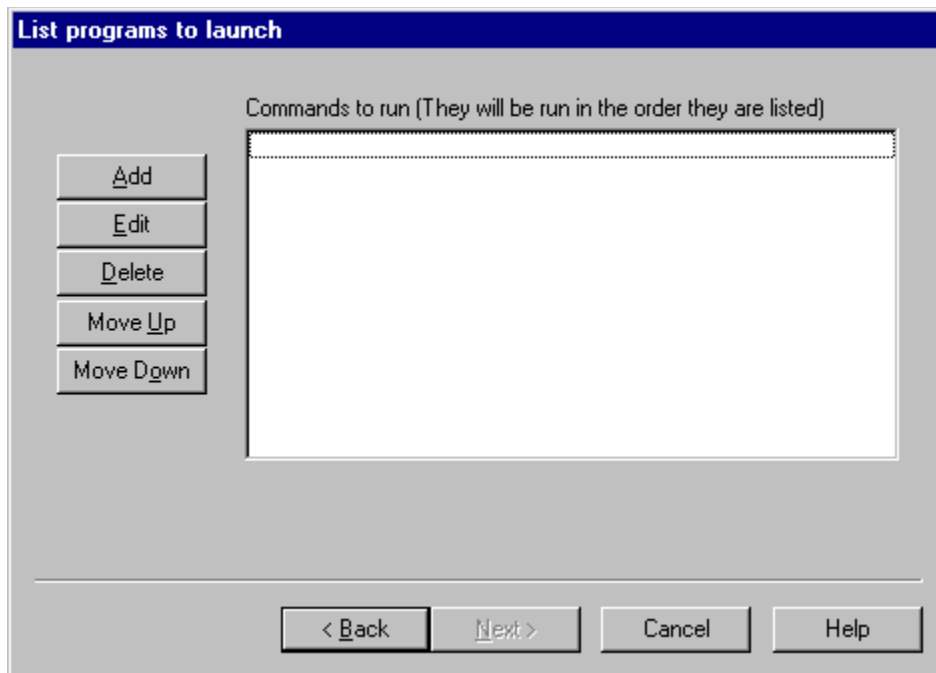 List programs to launch
Commands to run (They will be run in the order they are listed)
Add
Edit
Delete
Move Up
Move Down
< Back
Next >
Cancel
Help